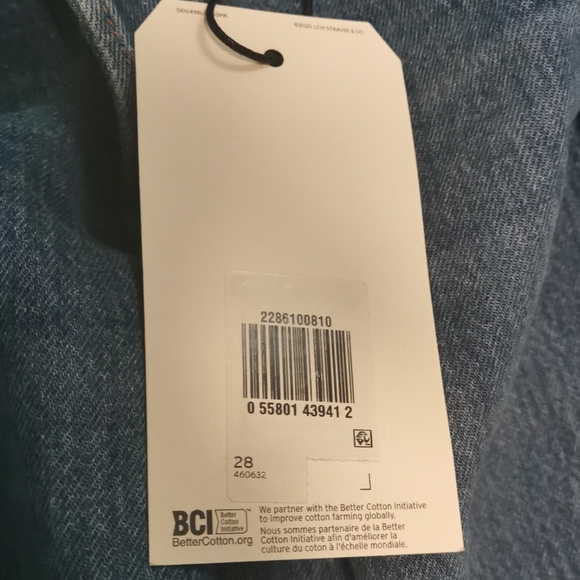 ©2020 LEVI STRAUSS & CO.
2286100810
0 55801 43941 2
28
460632
BCI Better Cotton Initiative
BetterCotton.org
We partner with the Better Cotton Initiative
to improve cotton farming globally.
Nous sommes partenaire de la Better
Cotton Initiative afin d'améliorer la
culture du coton à l'échelle mondiale.